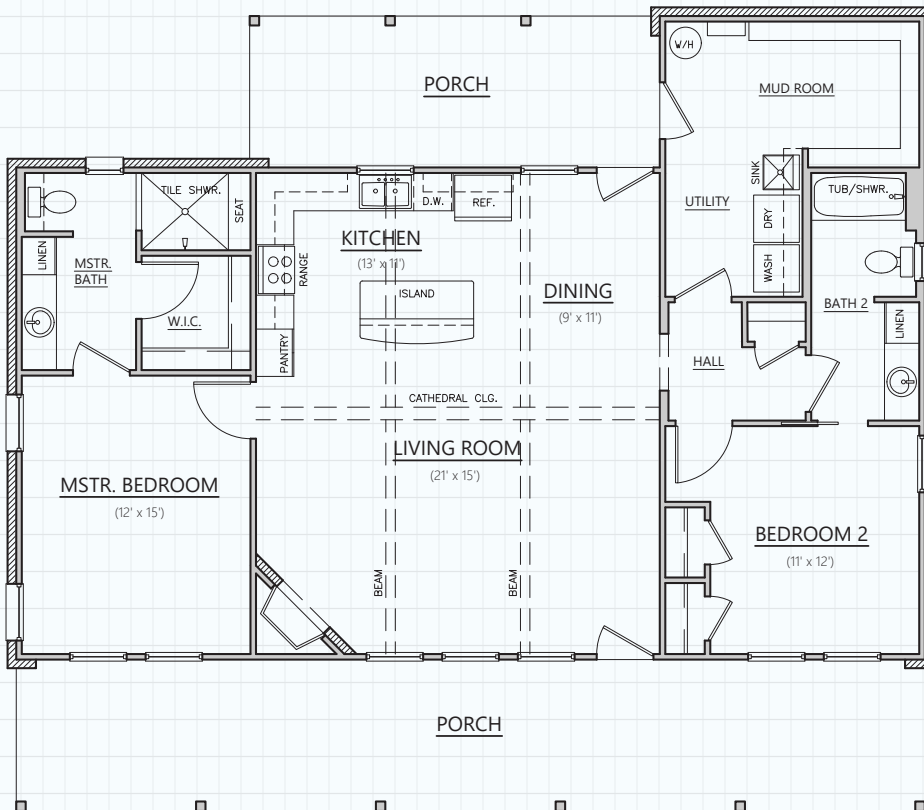 PORCH
W/H
MUD ROOM
TILE SHWR.
SEAT
D.W.
REF.
SINK
UTILITY
DRY
WASH
TUB/SHWR.
LINEN
MSTR.
BATH
KITCHEN
(13' x 11')
RANGE
ISLAND
DINING
(9' x 11')
BATH 2
LINEN
W.I.C.
PANTRY
HALL
CATHEDRAL CLG.
LIVING ROOM
(21' x 15')
MSTR. BEDROOM
(12' x 15')
BEDROOM 2
(11' x 12')
BEAM
BEAM
PORCH